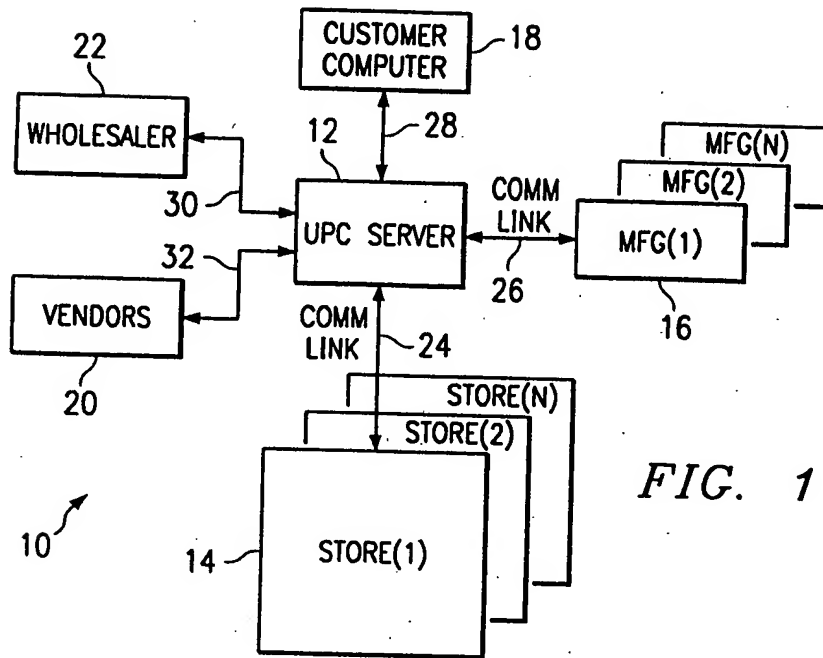 CUSTOMER
COMPUTER
18
22
WHOLESALER
28
12
MFG(N)
MFG(2)
MFG(1)
30
UPC SERVER
COMM
LINK
26
16
32
VENDORS
20
COMM
LINK
24
STORE(N)
STORE(2)
STORE(1)
14
10
FIG. 1